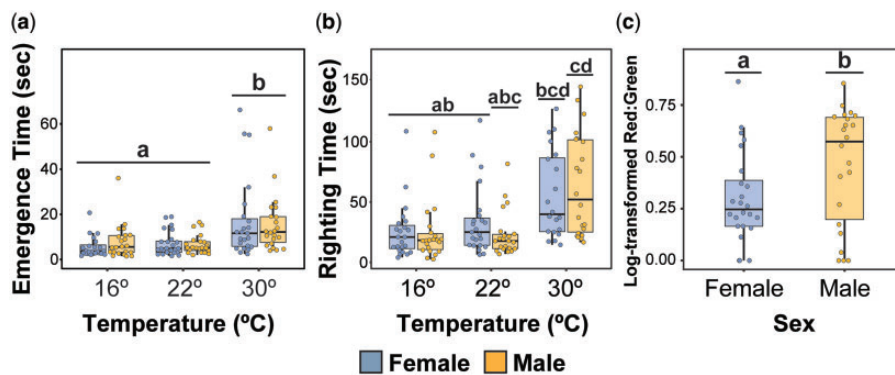 (a)
Emergence Time (sec)
60
40
20
0
a
b
16º
22º
30º
Temperature (ºC)
(b)
Righting Time (sec)
150
100
50
0
ab
abc
bcd
cd
16º
22º
30º
Temperature (ºC)
(c)
Log-transformed Red:Green
0.75
0.50
0.25
0.00
a
b
Female
Male
Sex
Female
Male